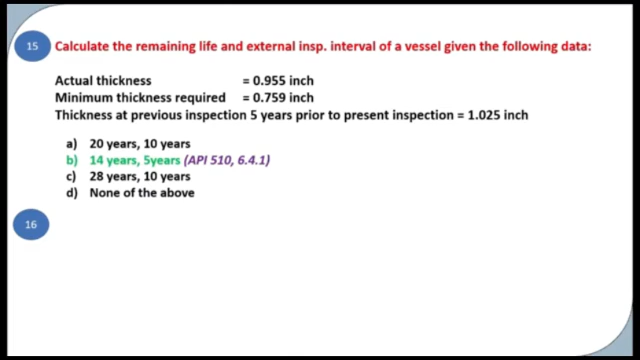 15 Calculate the remaining life and external insp. interval of a vessel given the following data:
Actual thickness = 0.955 inch
Minimum thickness required = 0.759 inch
Thickness at previous inspection 5 years prior to present inspection = 1.025 inch
a) 20 years, 10 years
b) 14 years, 5years (API 510, 6.4.1)
c) 28 years, 10 years
d) None of the above
16